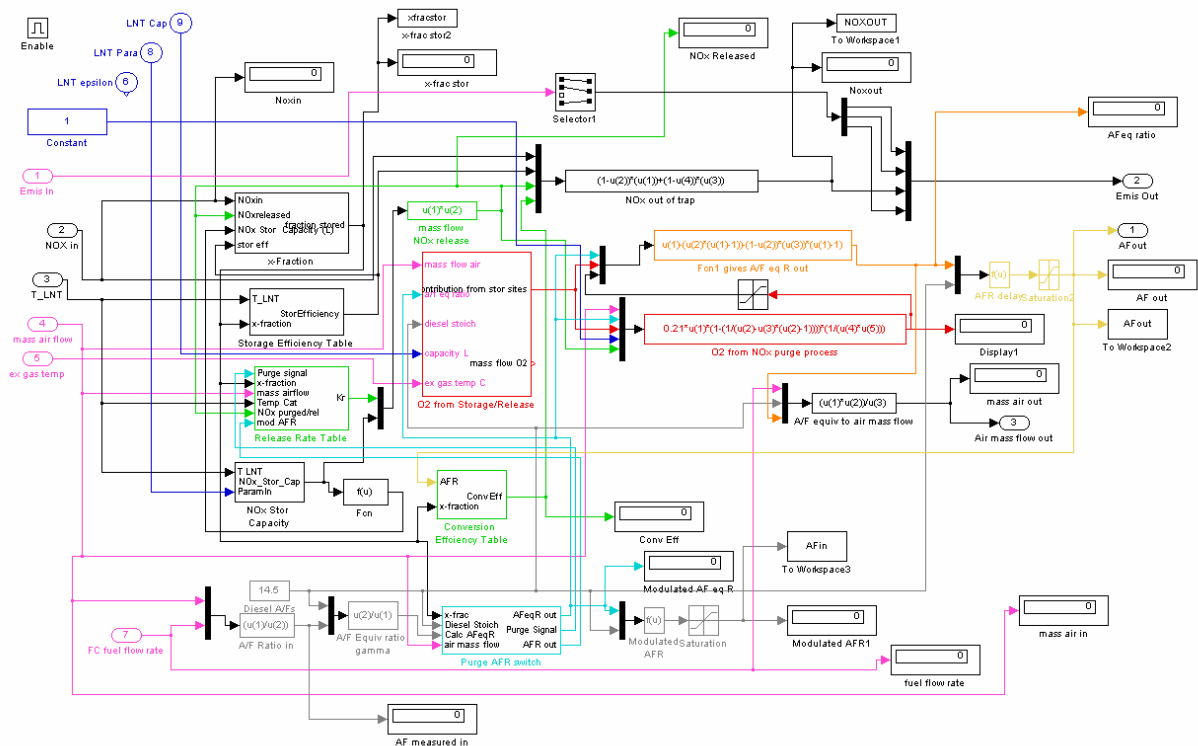 Enable
LNT Cap
9
LNT Para
8
LNT epsilon
6
1
Constant
1
Emis In
2
NOX in
3
T_LNT
4
mass air flow
5
ex gas temp
0
Noxin
xfracstor
x-frac stor2
0
x-frac stor
Selector1
0
NOx Released
NOXOUT
To Workspace1
0
Noxout
0
AFeq ratio
2
Emis Out
(1-u(2))*(u(1))+(1-u(4))*(u(3))
NOx out of trap
NOxin
NOxreleased
NOx Stor Capacity (L)
stor eff
fraction stored
x-Fraction
T_LNT
x-fraction
StorEfficiency
Storage Efficiency Table
u(1)*u(2)
mass flow
NOx release
mass flow air
ontribution from stor sites
a/f eq ratio
diesel stoich
capacity L
mass flow O2
ex gas temp C
O2 from Storage/Release
u(1)-(u(2)*(u(1)-1))-(1-u(2))*(u(3)*(u(1)-1)
Fcn1 gives A/F eq R out
0.21*u(1)*(1-(1/(u(2)-u(3)*(u(2)-1))))*(1/(u(4)*u(5)))
O2 from NOx purge process
0
Display1
f(u)
AFR delay
Saturation2
1
AFout
0
AF out
AFout
To Workspace2
0
mass air out
3
Air mass flow out
(u(1)*u(2))/u(3)
A/F equiv to air mass flow
Purge signal
x-fraction
mass airflow
Temp Cat
NOx purged/rel
mod AFR
Kr
Release Rate Table
T LNT
NOx_Stor_Cap
ParamIn
NOx Stor
Capacity
f(u)
Fcn
AFR
ConvEff
x-fraction
Conversion
Effciency Table
0
Conv Eff
AFin
To Workspace3
0
Modulated AF eq R
14.5
Diesel A/Fs
(u(1)/u(2))
A/F Ratio in
u(2)/u(1)
A/F Equiv ratio
gamma
x-frac
Diesel Stoich
Calc AFeqR
air mass flow
AFeqR out
Purge Signal
AFR out
Purge AFR switch
f(u)
Modulated
AFR
Saturation
0
Modulated AFR1
0
mass air in
7
FC fuel flow rate
0
fuel flow rate
0
AF measured in